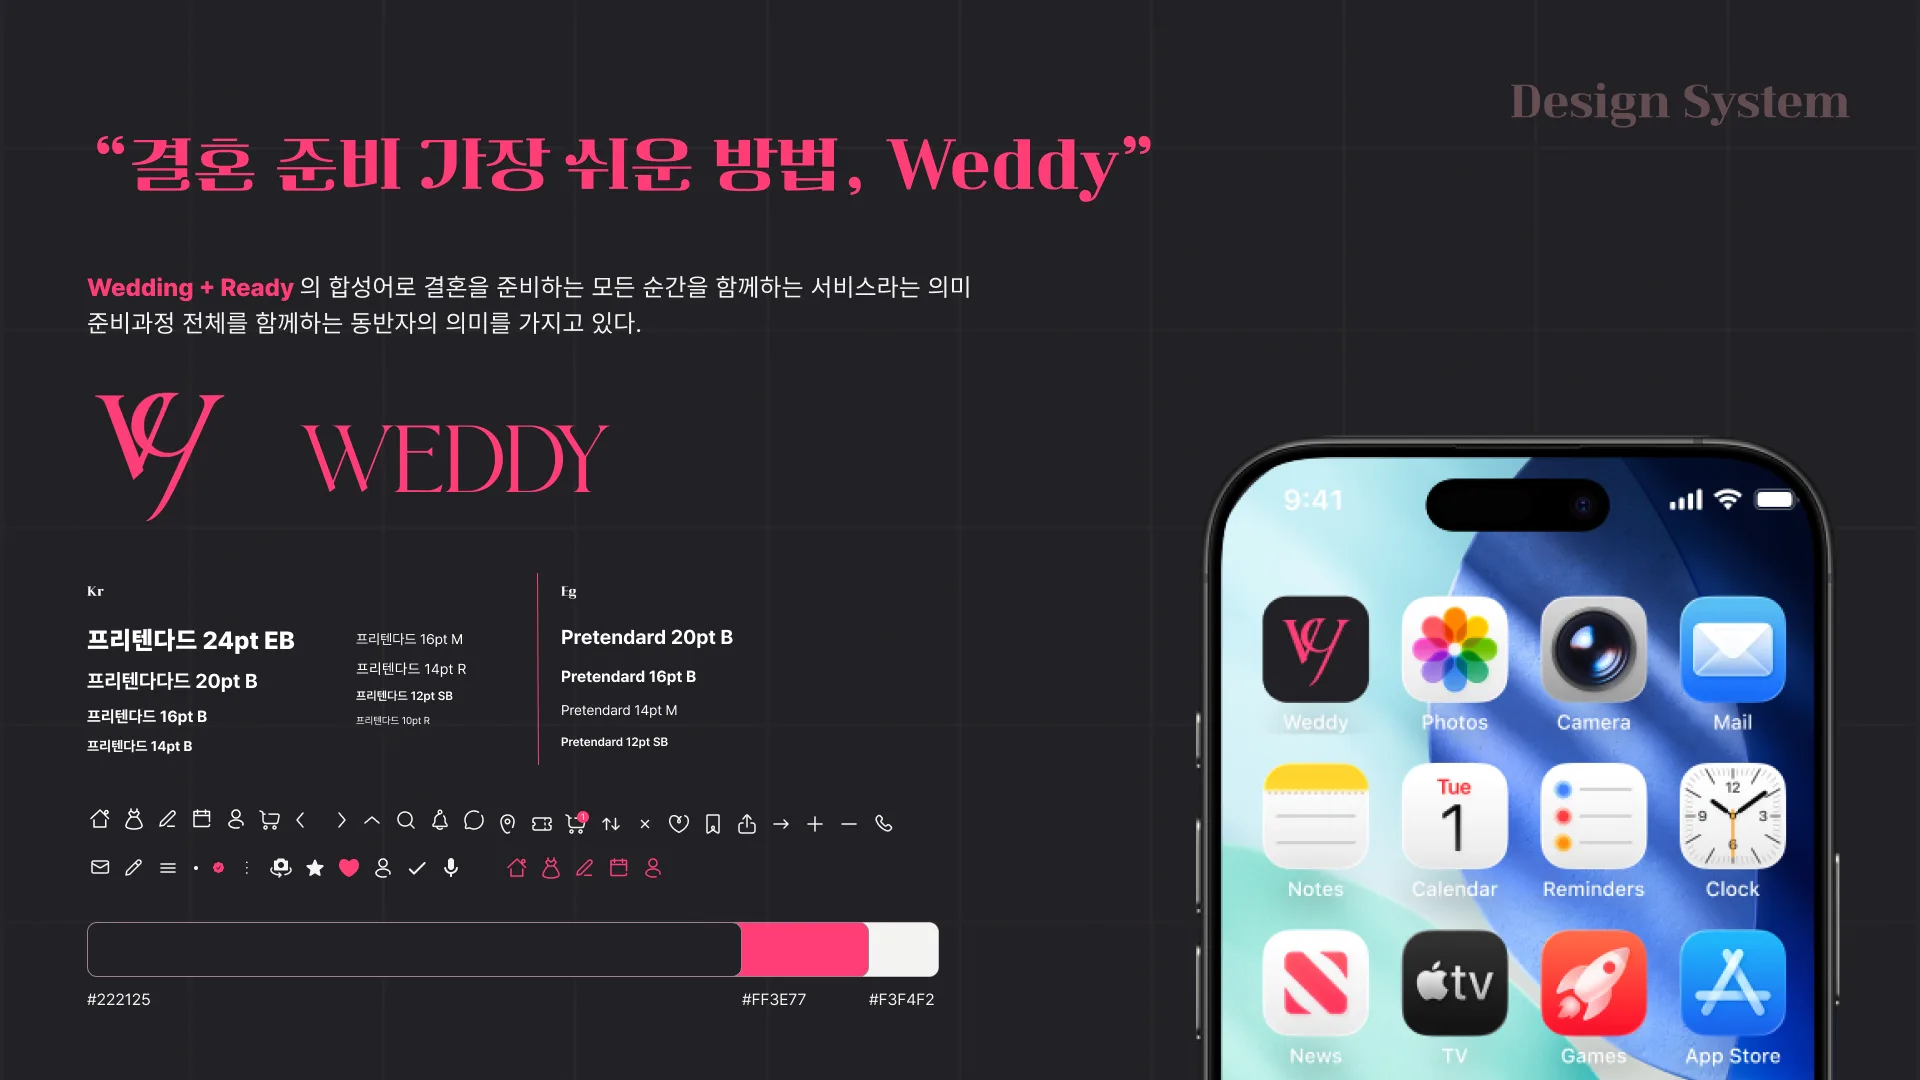 Design System
“결혼 준비 가장 쉬운 방법, Weddy”
Wedding + Ready 의 합성어로 결혼을 준비하는 모든 순간을 함께하는 서비스라는 의미
준비과정 전체를 함께하는 동반자의 의미를 가지고 있다.
WEDDY
Kr
프리텐다드 24pt EB
프리텐다다드 20pt B
프리텐다드 16pt B
프리텐다드 14pt B
프리텐다드 16pt M
프리텐다드 14pt R
프리텐다드 12pt SB
프리텐다드 10pt R
Eg
Pretendard 20pt B
Pretendard 16pt B
Pretendard 14pt M
Pretendard 12pt SB
1
#222125
#FF3E77
#F3F4F2
9:41
Weddy
Photos
Camera
Mail
Tue
1
12
9
3
6
Notes
Calendar
Reminders
Clock
tv
News
TV
Games
App Store